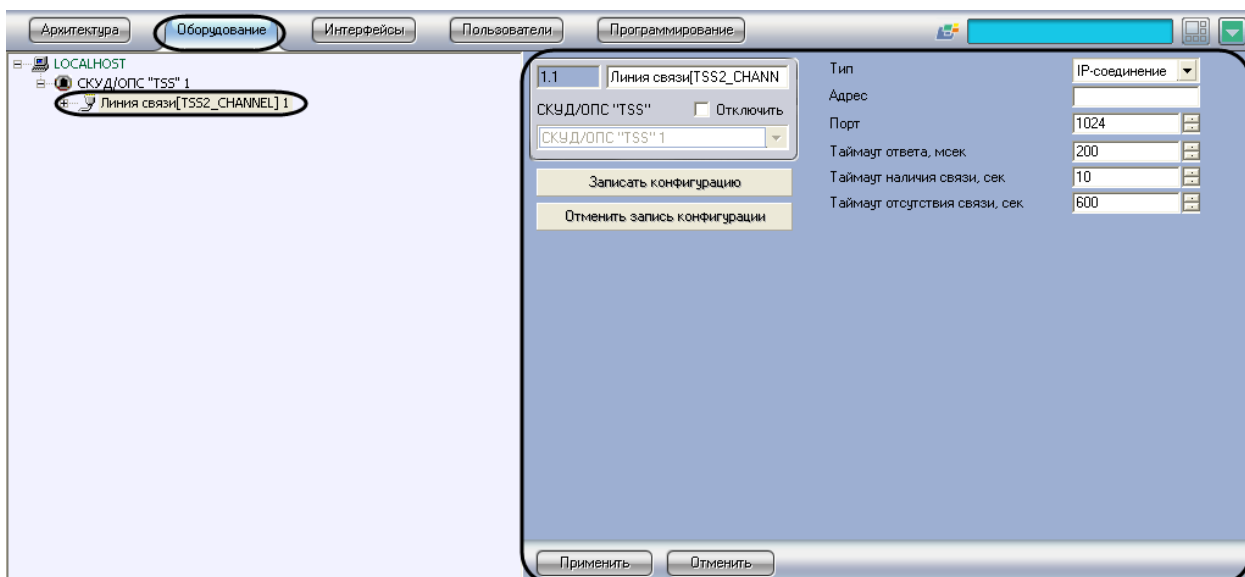 Архитектура Оборудование Интерфейсы Пользователи Программирование
LOCALHOST
СКУД/ОПС "TSS" 1
Линия связи[TSS2_CHANNEL] 1
1.1 Линия связи[TSS2_CHANN
СКУД/ОПС "TSS" Отключить
СКУД/ОПС "TSS" 1
Записать конфигурацию
Отменить запись конфигурации
Тип IP-соединение
Адрес
Порт 1024
Таймаут ответа, мсек 200
Таймаут наличия связи, сек 10
Таймаут отсутствия связи, сек 600
Применить Отменить